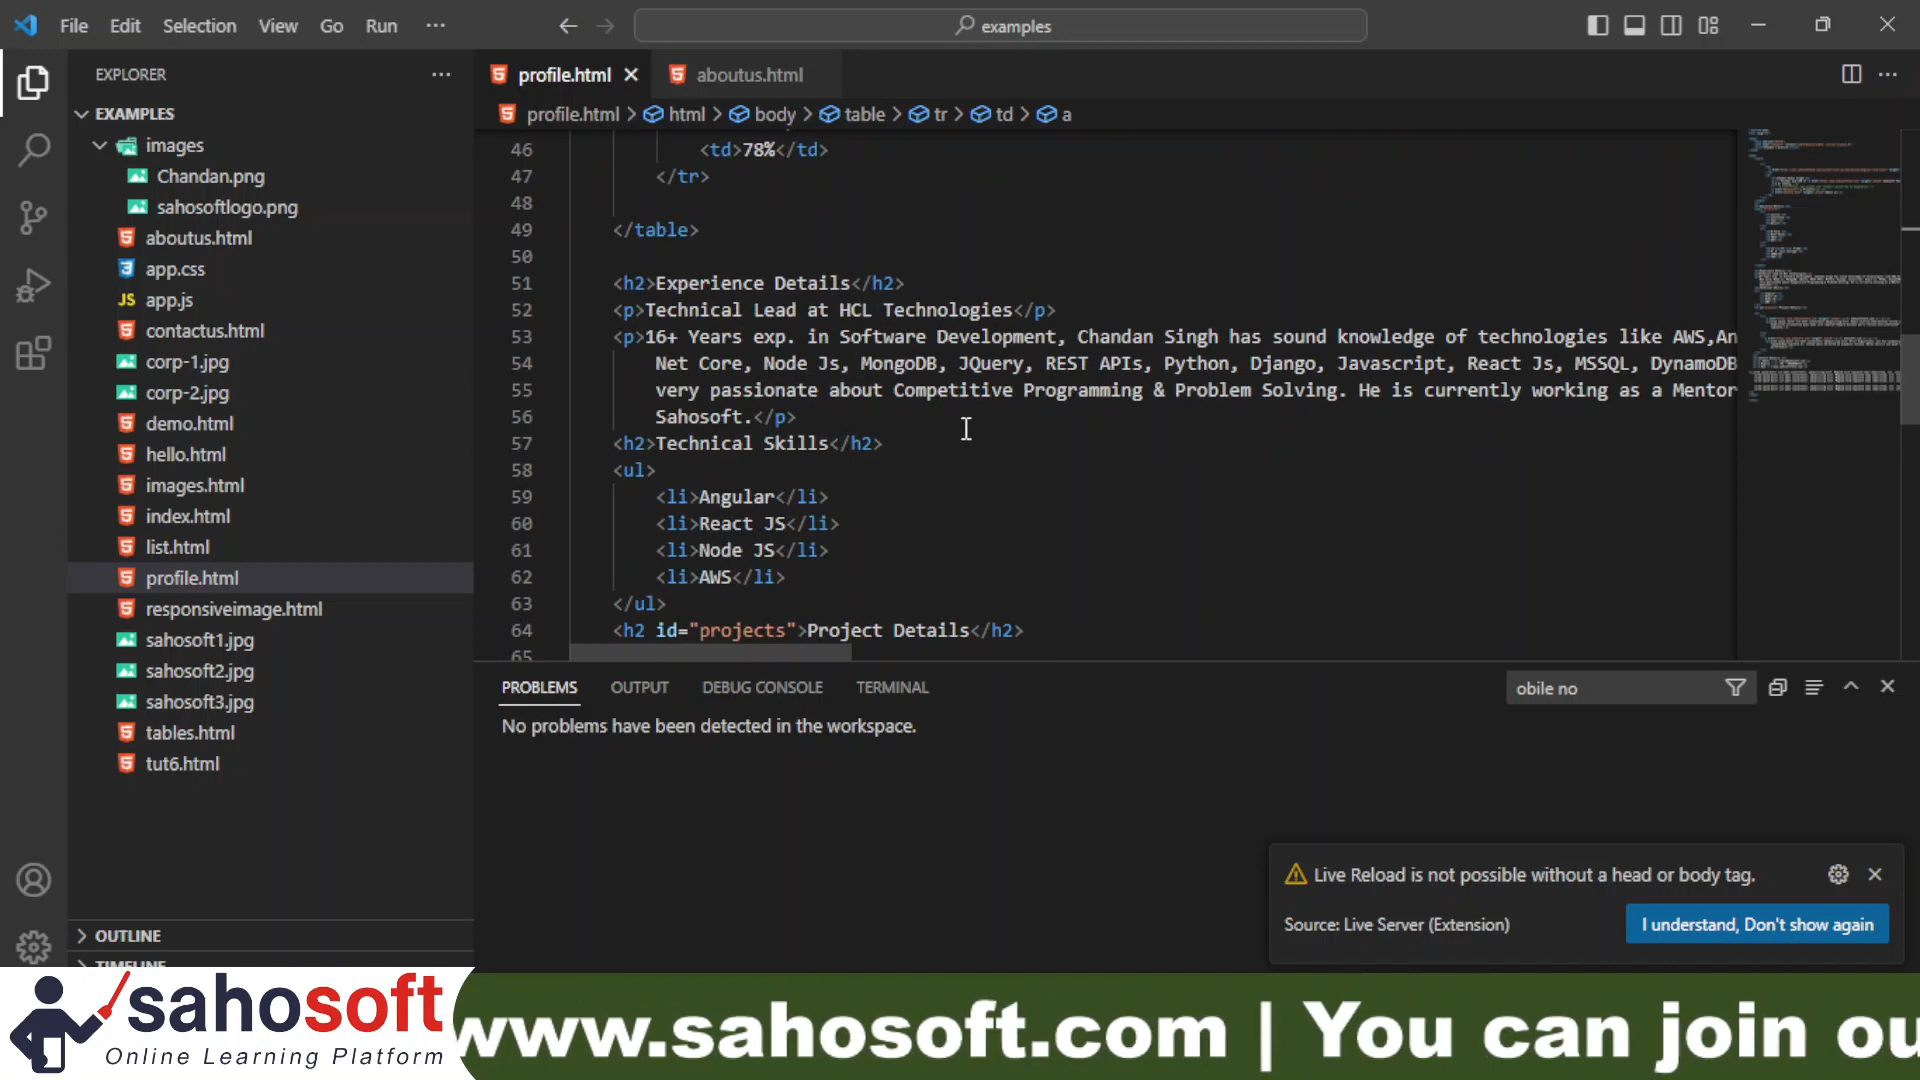 File Edit Selection View Go Run ···
examples
EXPLORER
profile.html
aboutus.html
EXAMPLES
profile.html > html > body > table > tr > td > a
images
Chandan.png
sahosoftlogo.png
aboutus.html
app.css
JS app.js
contactus.html
corp-1.jpg
corp-2.jpg
demo.html
hello.html
images.html
index.html
list.html
profile.html
responsiveimage.html
sahosoft1.jpg
sahosoft2.jpg
sahosoft3.jpg
tables.html
tut6.html
OUTLINE
TIMELINE
46 <td>78%</td>
47 </tr>
48
49 </table>
50
51 <h2>Experience Details</h2>
52 <p>Technical Lead at HCL Technologies</p>
53 <p>16+ Years exp. in Software Development, Chandan Singh has sound knowledge of technologies like AWS,An
54 Net Core, Node Js, MongoDB, JQuery, REST APIs, Python, Django, Javascript, React Js, MSSQL, DynamoDB
55 very passionate about Competitive Programming & Problem Solving. He is currently working as a Mentor
56 Sahosoft.</p>
57 <h2>Technical Skills</h2>
58 <ul>
59 <li>Angular</li>
60 <li>React JS</li>
61 <li>Node JS</li>
62 <li>AWS</li>
63 </ul>
64 <h2 id="projects">Project Details</h2>
65
PROBLEMS OUTPUT DEBUG CONSOLE TERMINAL
obile no
No problems have been detected in the workspace.
Live Reload is not possible without a head or body tag.
Source: Live Server (Extension)
I understand, Don't show again
sahosoft
Online Learning Platform
www.sahosoft.com | You can join ou